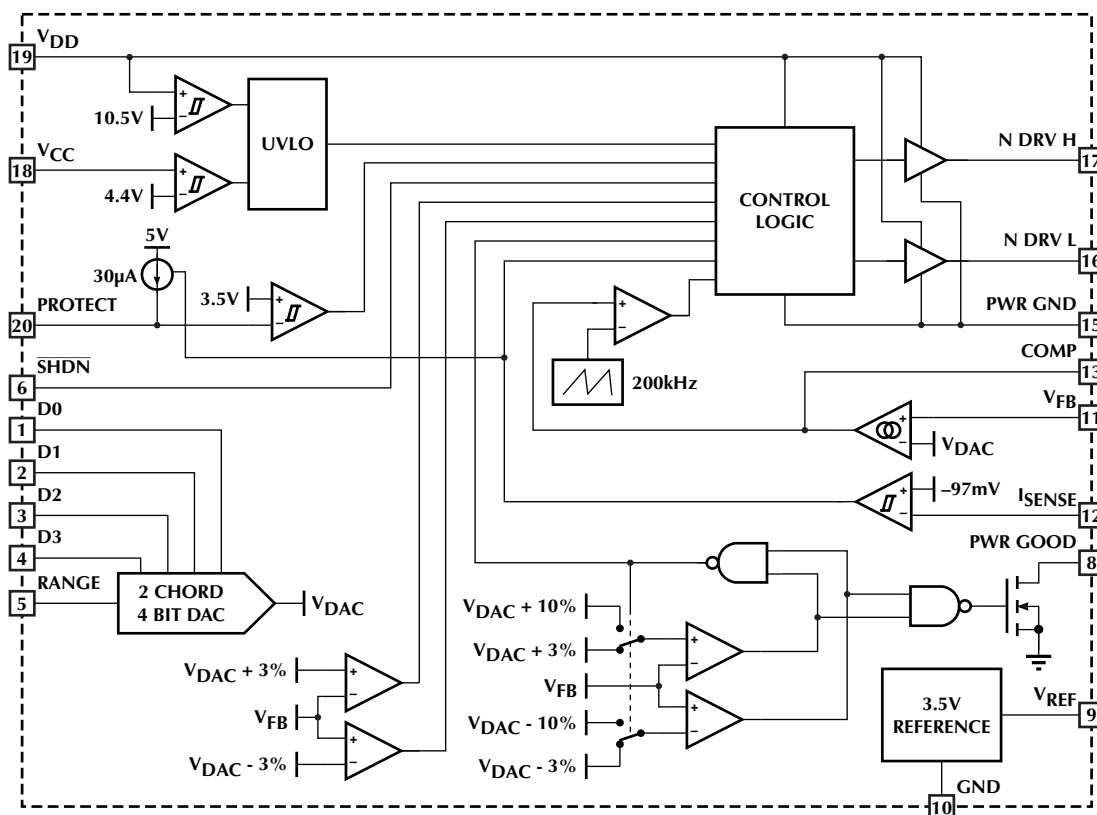 VDD
19
10.5V
+
−
UVLO
VCC
18
4.4V
+
−
5V
30µA
PROTECT
20
3.5V
+
−
SHDN
6
D0
1
D1
2
D2
3
D3
4
RANGE
5
2 CHORD
4 BIT DAC
VDAC
VDAC + 3%
VFB
VDAC - 3%
+
−
+
−
CONTROL
LOGIC
N DRV H
17
N DRV L
16
PWR GND
15
+
−
200kHz
COMP
13
VFB
11
+
−
VDAC
–97mV
+
−
ISENSE
12
PWR GOOD
8
VDAC + 10%
VDAC + 3%
VFB
VDAC - 10%
VDAC - 3%
+
−
+
−
3.5V
REFERENCE
VREF
9
GND
10